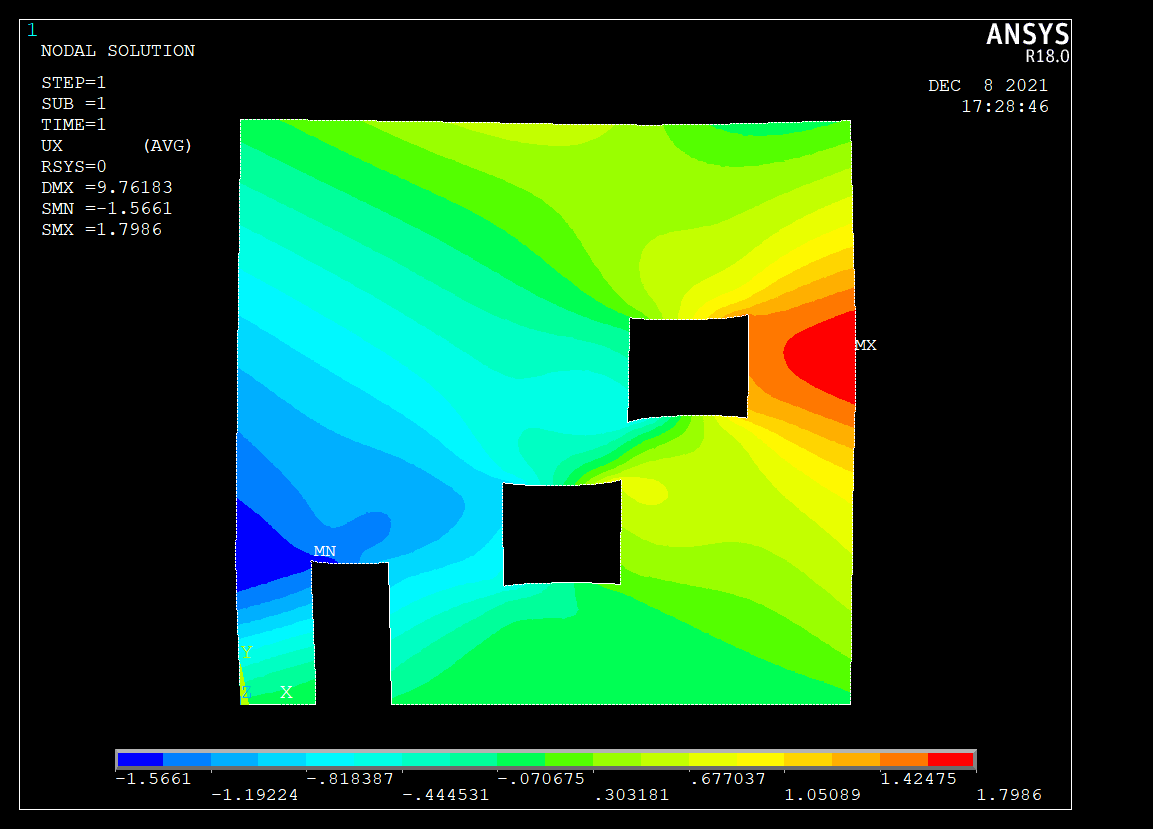 1
NODAL SOLUTION
STEP=1
SUB =1
TIME=1
UX (AVG)
RSYS=0
DMX =9.76183
SMN =-1.5661
SMX =1.7986
ANSYS
R18.0
DEC 8 2021
17:28:46
MX
MN
Y
Z X
-1.5661 -.818387 -.070675 .677037 1.42475
-1.19224 -.444531 .303181 1.05089 1.7986